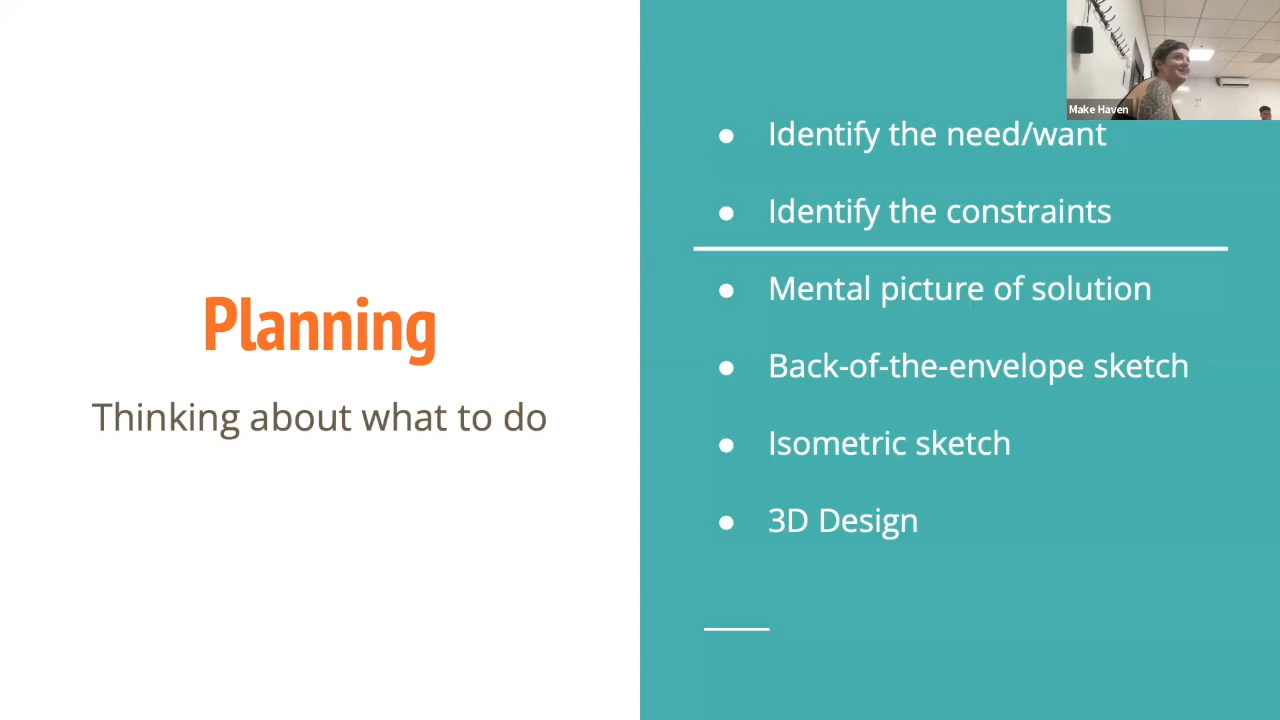 Planning
Thinking about what to do
Make Haven
● Identify the need/want
● Identify the constraints
● Mental picture of solution
● Back-of-the-envelope sketch
● Isometric sketch
● 3D Design